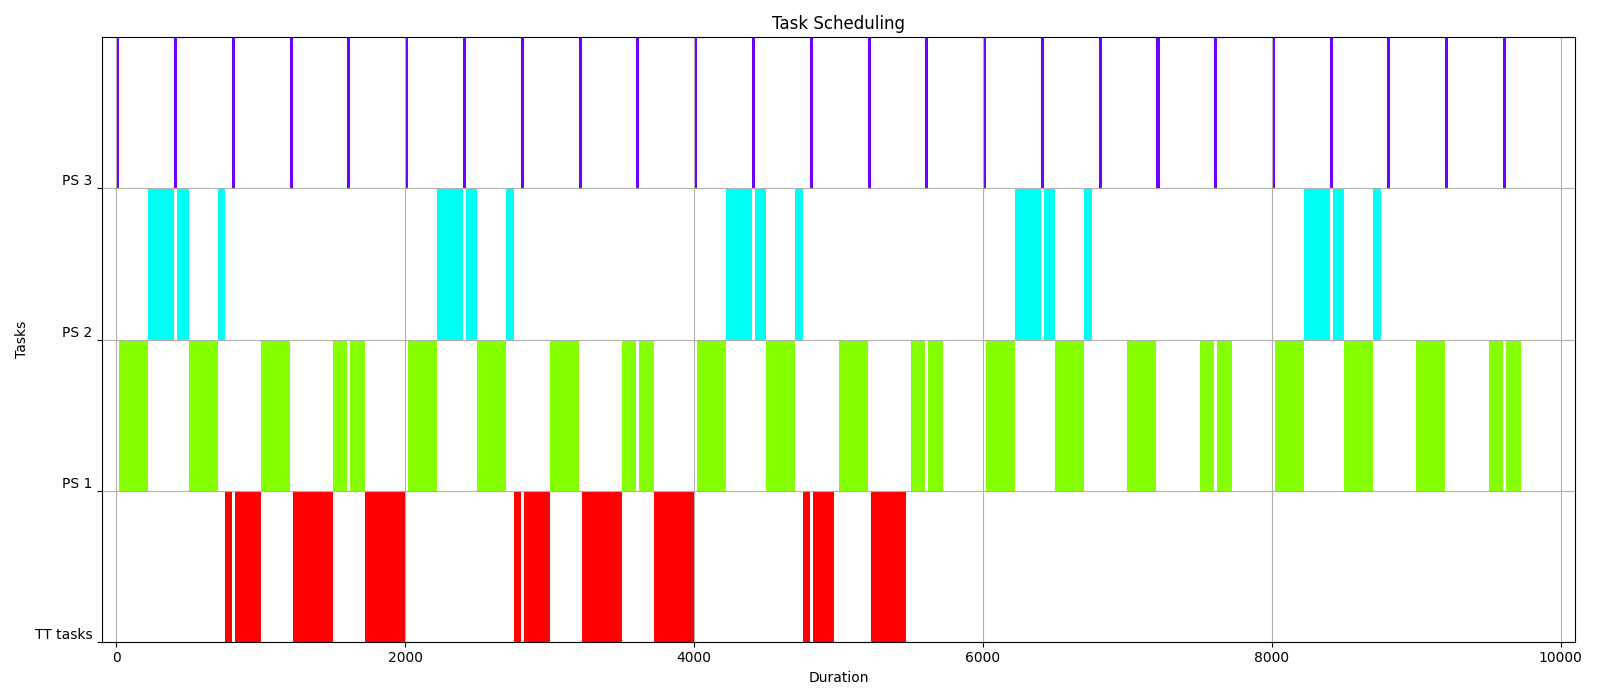 Task Scheduling
Tasks
PS 3
PS 2
PS 1
TT tasks
0 2000 4000 6000 8000 10000
Duration